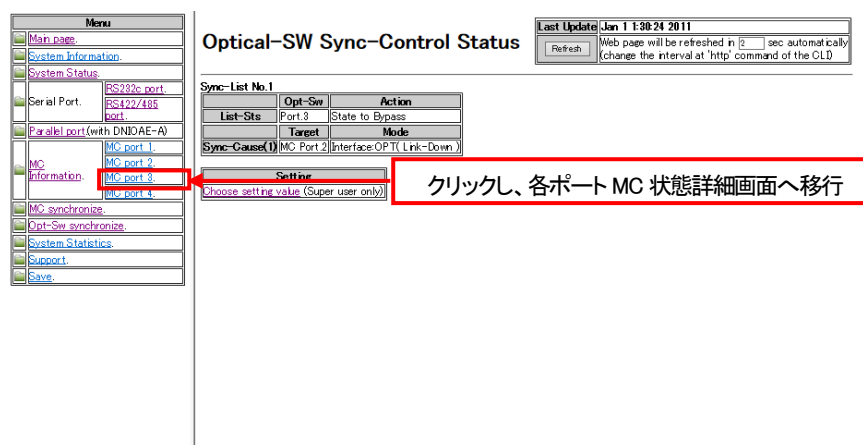 Menu
Main page.
System Information.
System Status.
Serial Port.
RS232c port.
RS422/485
port.
Parallel port.(with DNIOAE-A)
MC
Information.
MC port 1.
MC port 2.
MC port 3.
MC port 4.
MC synchronize.
Opt-Sw synchronize.
System Statistics.
Support.
Save.
Optical-SW Sync-Control Status
Last Update Jan 1 1:38:24 2011
Refresh
Web page will be refreshed in 2 sec automatically
(change the interval at 'http' command of the CLI)
Sync-List No.1
Opt-Sw Action
List-Sts Port.3 State to Bypass
Target Mode
Sync-Cause(1) MC Port.2 Interface:OPT( Link-Down )
Setting
Choose setting value (Super user only)
クリックし、各ポート MC 状態詳細画面へ移行